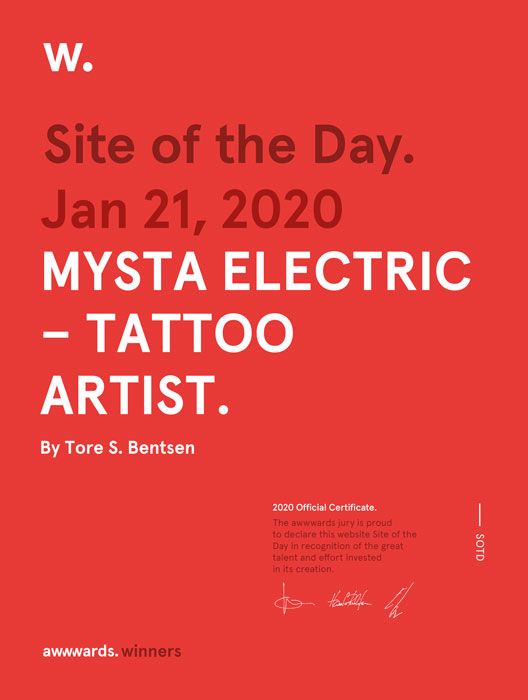 w.
Site of the Day.
Jan 21, 2020
MYSTA ELECTRIC
– TATTOO
ARTIST.
By Tore S. Bentsen
2020 Official Certificate.
The awwwards jury is proud
to declare this website Site of the
Day in recognition of the great
talent and effort invested
in its creation.
SOTD
awwwards.winners